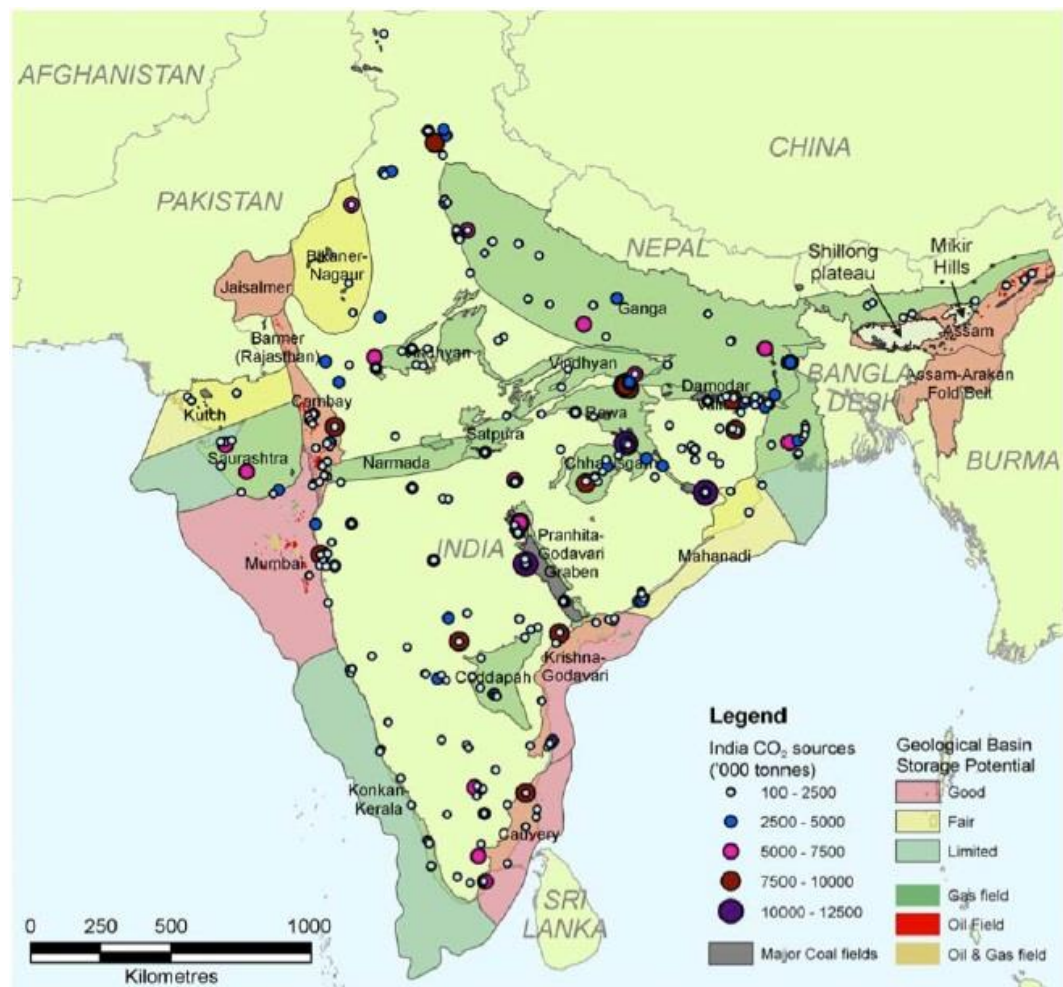 AFGHANISTAN
CHINA
PAKISTAN
NEPAL
Shillong
plateau
Mikir
Hills
Nagaur
Jaisalmer
Ganga
Assam
Barmer
(Rajasthan)
Vindhyan
Vindhyan
BANGLA
DESH
Assam-Arakan
Fold Belt
Kutch
Cambay
Damodar
Rewa
Satpura
BURMA
Saurashtra
Narmada
INDIA
Pranhita-
Godavari
Graben
Mahanadi
Mumbai
Krishna-
Godavari
Cuddapah
Konkan-
Kerala
Cauvery
SRI
LANKA
Legend
India CO₂ sources
('000 tonnes)
100 - 2500
2500 - 5000
5000 - 7500
7500 - 10000
10000 - 12500
Major Coal fields
Geological Basin
Storage Potential
Good
Fair
Limited
Gas field
Oil Field
Oil & Gas field
0 250 500 1000
Kilometres